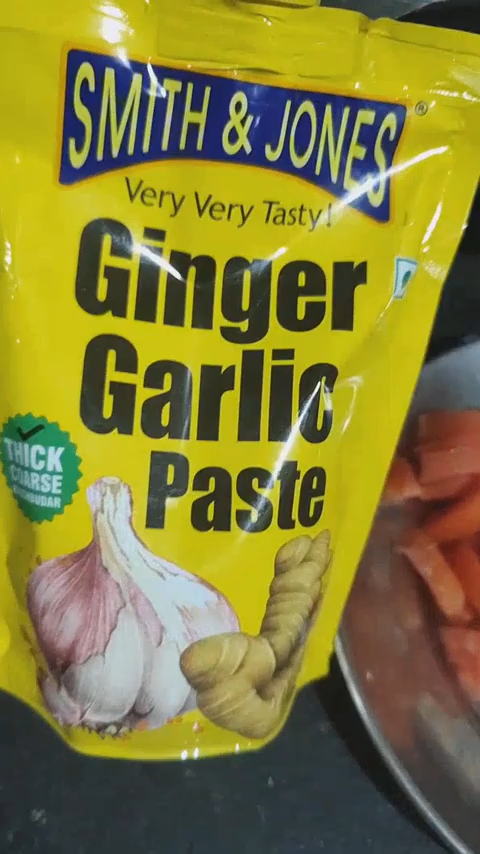 SMITH & JONES®
Very Very Tasty!
Ginger
Garlic
Paste
THICK
COARSE